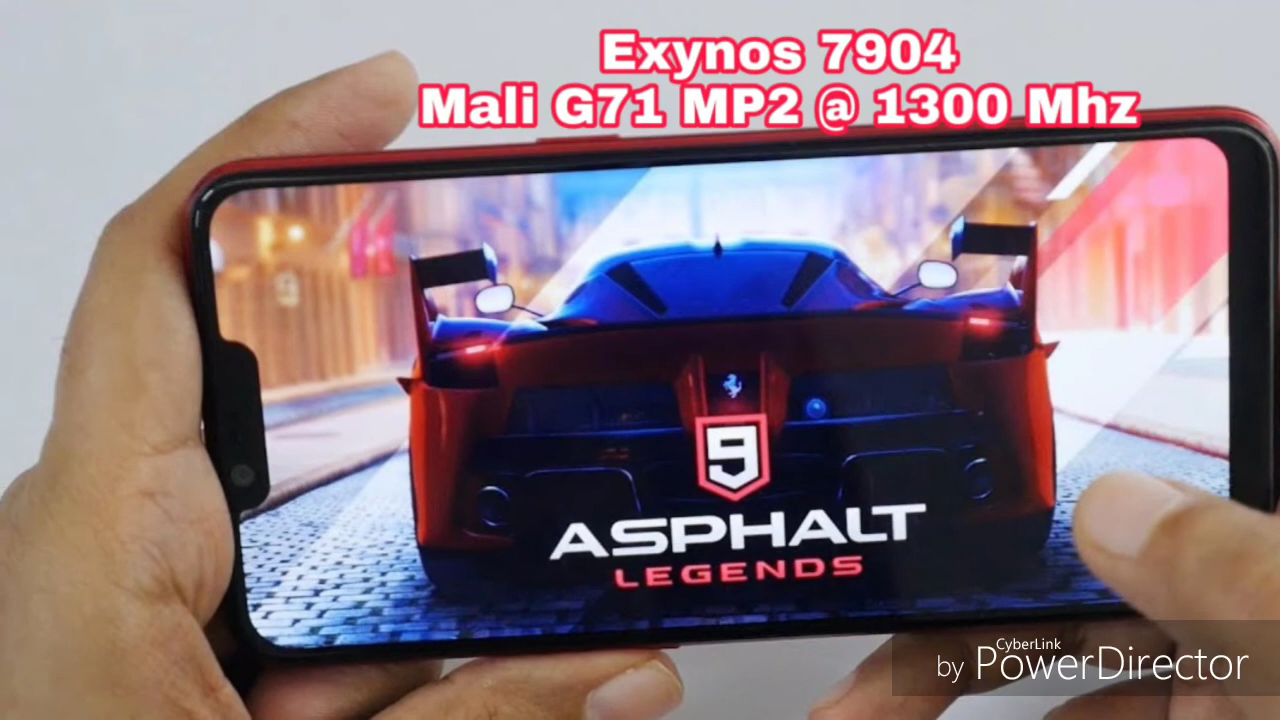 Exynos 7904
Mali G71 MP2 @ 1300 Mhz
9
ASPHALT
LEGENDS
CyberLink
by PowerDirector